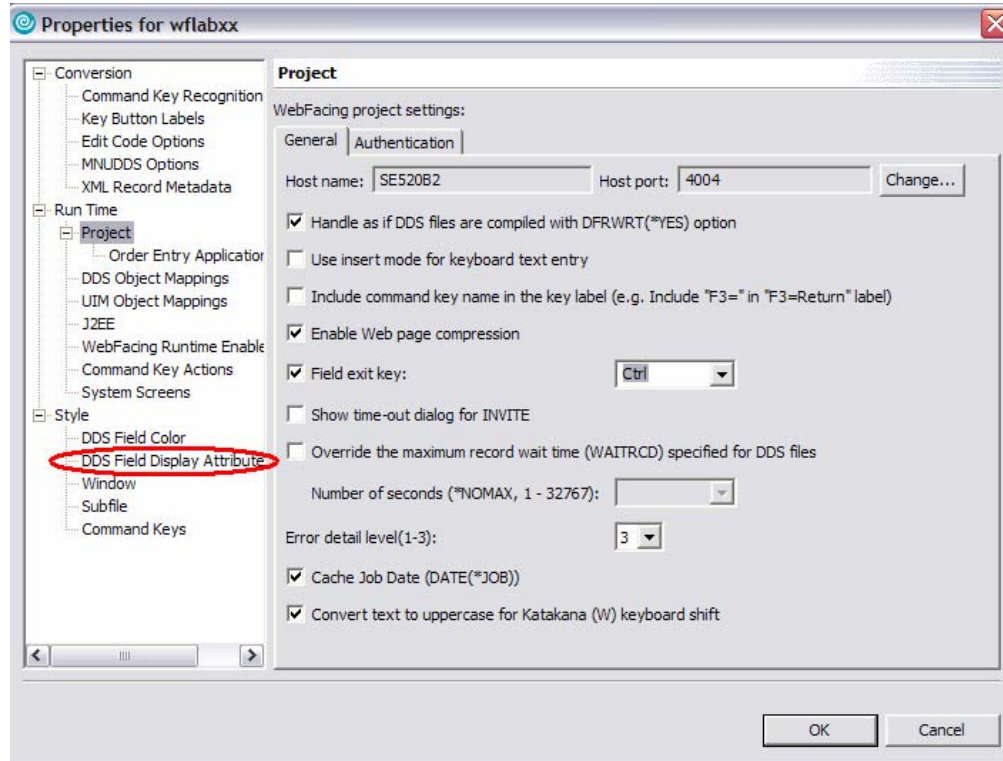 Properties for wflabxx
Conversion
Command Key Recognition
Key Button Labels
Edit Code Options
MNUDDS Options
XML Record Metadata
Run Time
Project
Order Entry Application
DDS Object Mappings
UIM Object Mappings
J2EE
WebFacing Runtime Enable
Command Key Actions
System Screens
Style
DDS Field Color
DDS Field Display Attribute
Window
Subfile
Command Keys
Project
WebFacing project settings:
General Authentication
Host name: SE520B2 Host port: 4004 Change...
Handle as if DDS files are compiled with DFRWRT(*YES) option
Use insert mode for keyboard text entry
Include command key name in the key label (e.g. Include "F3=" in "F3=Return" label)
Enable Web page compression
Field exit key: Ctrl
Show time-out dialog for INVITE
Override the maximum record wait time (WAITRCD) specified for DDS files
Number of seconds (*NOMAX, 1 - 32767):
Error detail level(1-3): 3
Cache Job Date (DATE(*JOB))
Convert text to uppercase for Katakana (W) keyboard shift
OK Cancel